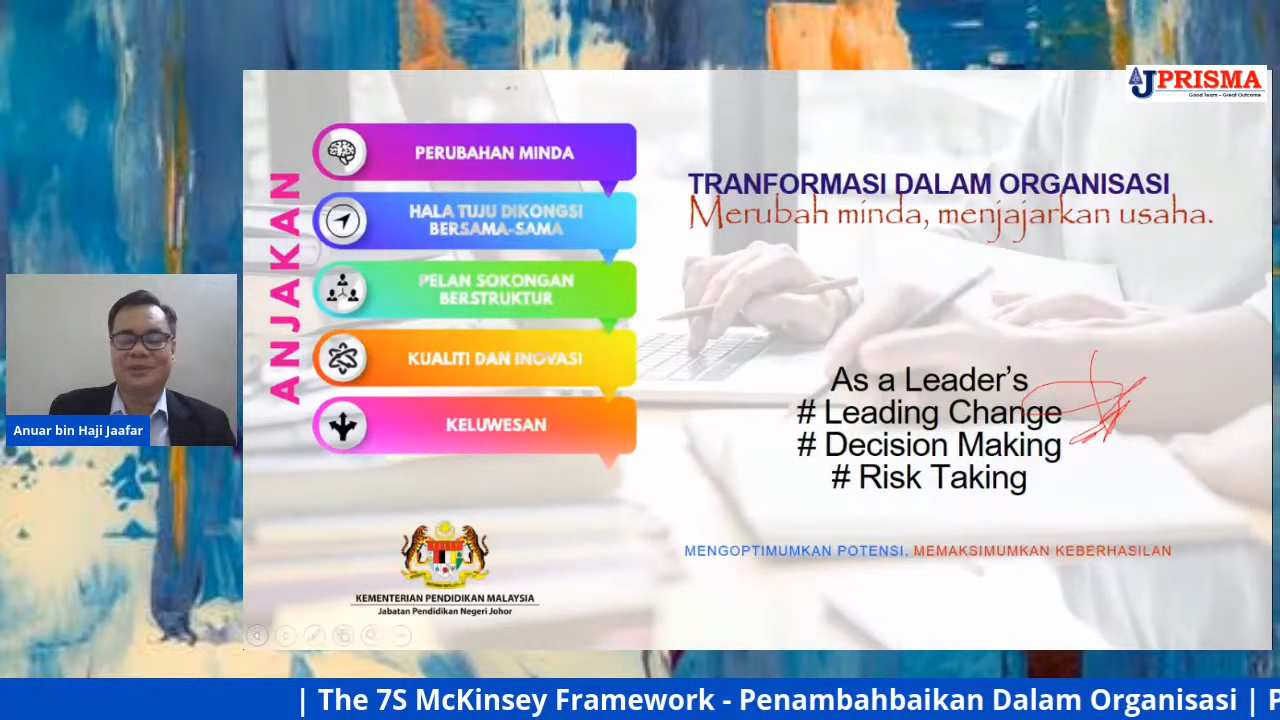 JPRISMA
Good Team - Great Outcome
ANJAKAN
PERUBAHAN MINDA
HALA TUJU DIKONGSI
BERSAMA-SAMA
PELAN SOKONGAN
BERSTRUKTUR
KUALITI DAN INOVASI
KELUWESAN
KEMENTERIAN PENDIDIKAN MALAYSIA
Jabatan Pendidikan Negeri Johor
TRANFORMASI DALAM ORGANISASI
Merubah minda, menjajarkan usaha.
As a Leader’s
# Leading Change
# Decision Making
# Risk Taking
MENGOPTIMUMKAN POTENSI, MEMAKSIMUMKAN KEBERHASILAN
Anuar bin Haji Jaafar
| The 7S McKinsey Framework - Penambahbaikan Dalam Organisasi | P